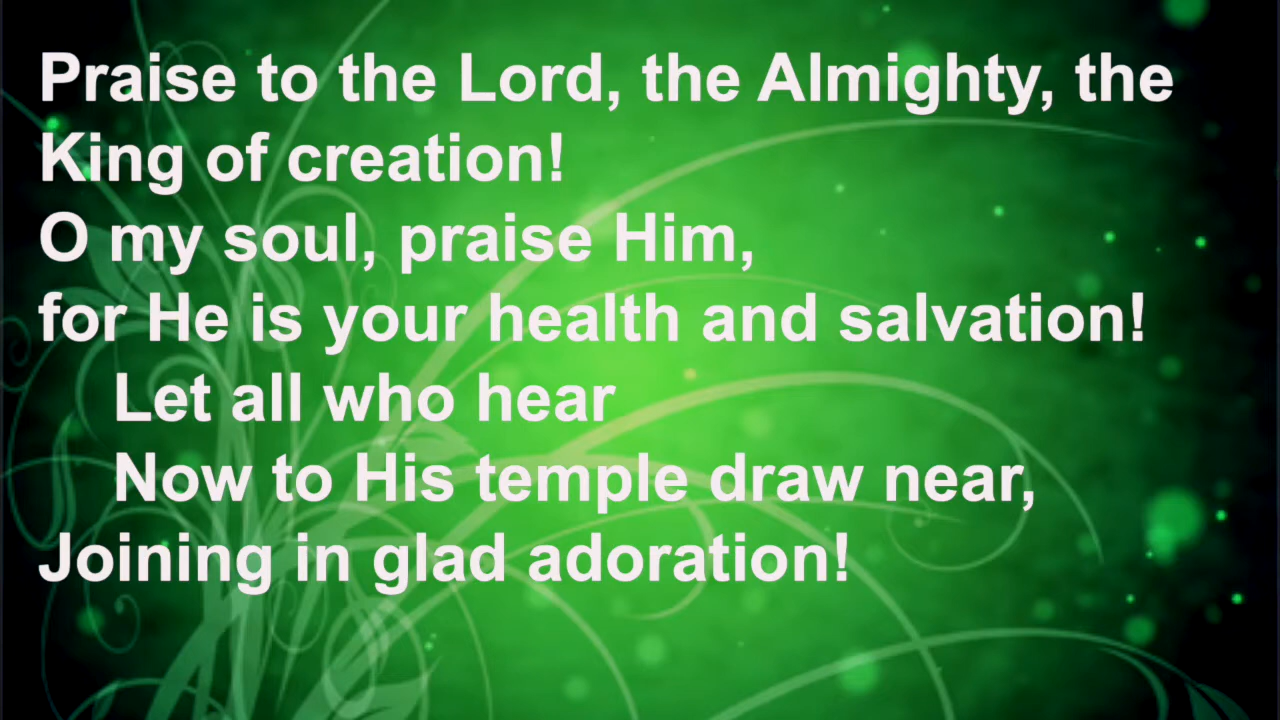 Praise to the Lord, the Almighty, the
King of creation!
O my soul, praise Him,
for He is your health and salvation!
Let all who hear
Now to His temple draw near,
Joining in glad adoration!